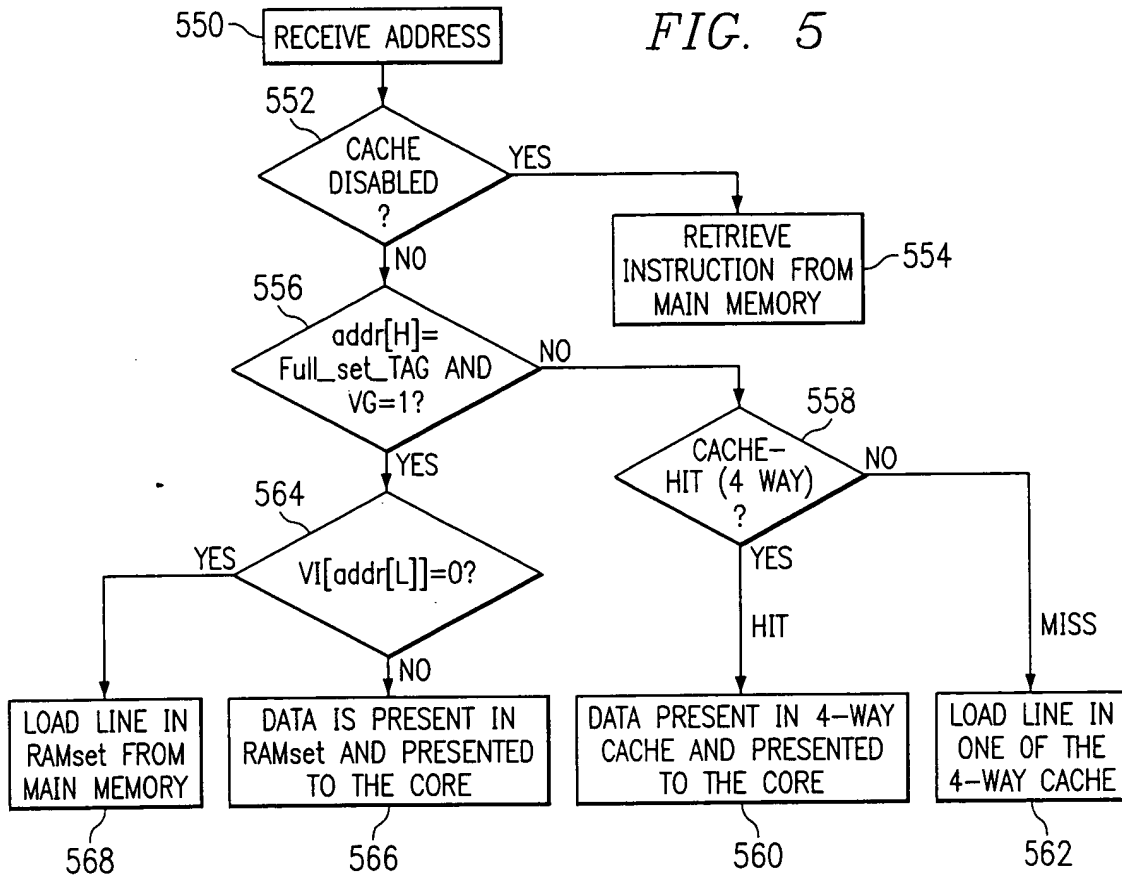 FIG. 5
550
RECEIVE ADDRESS
552
CACHE
DISABLED
?
YES
NO
RETRIEVE
INSTRUCTION FROM
MAIN MEMORY
554
556
addr[H]=
Full_set_TAG AND
VG=1?
NO
YES
558
CACHE-
HIT (4 WAY)
?
NO
YES
HIT
MISS
564
VI[addr[L]]=0?
YES
NO
LOAD LINE IN
RAMset FROM
MAIN MEMORY
568
DATA IS PRESENT IN
RAMset AND PRESENTED
TO THE CORE
566
DATA PRESENT IN 4-WAY
CACHE AND PRESENTED
TO THE CORE
560
LOAD LINE IN
ONE OF THE
4-WAY CACHE
562